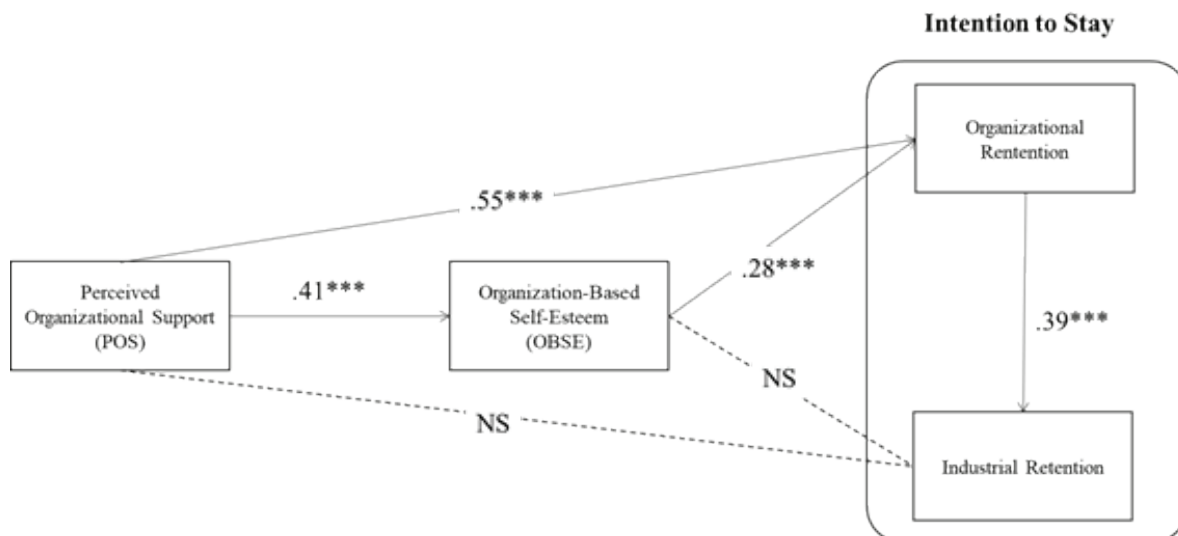 Intention to Stay
Organizational
Rentention
.55***
.28***
.41***
Perceived
Organizational Support
(POS)
Organization-Based
Self-Esteem
(OBSE)
.39***
NS
NS
Industrial Retention